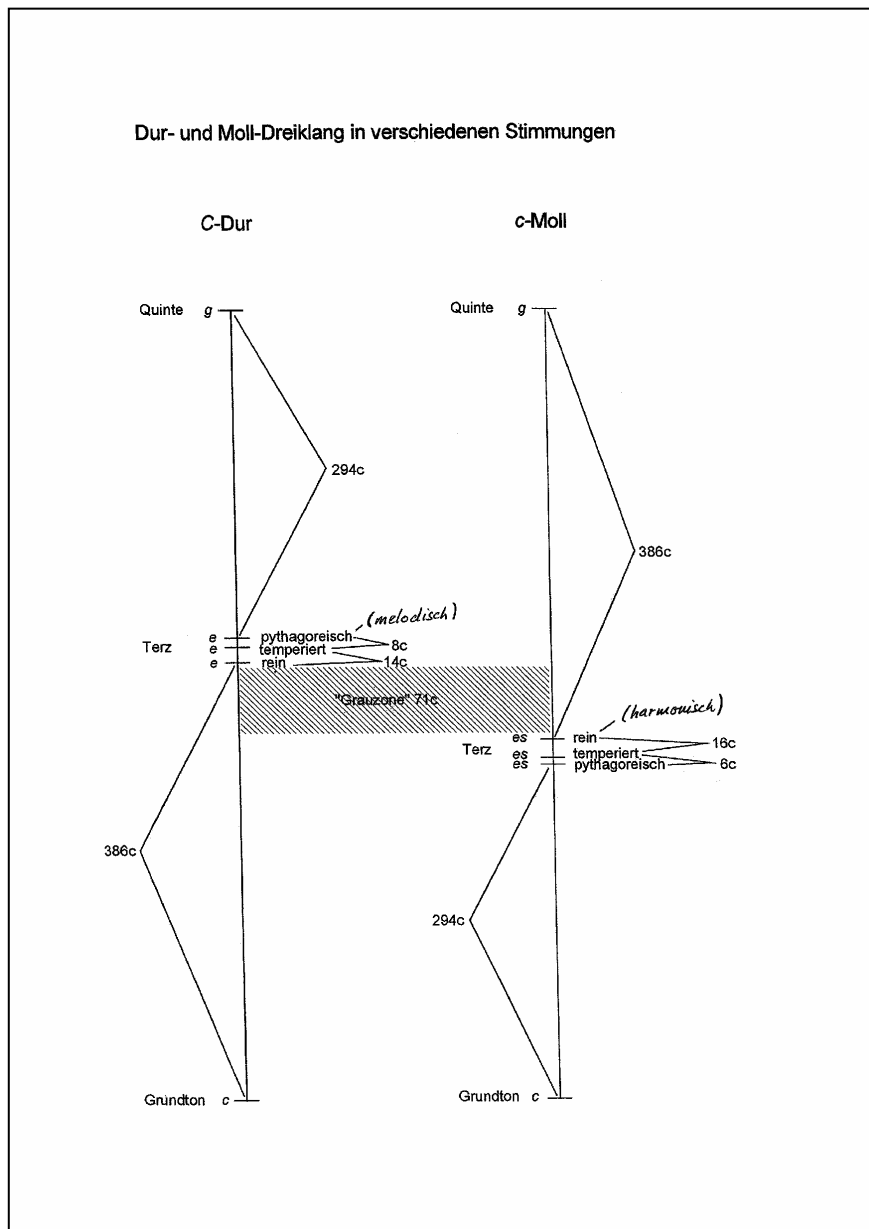 Dur- und Moll-Dreiklang in verschiedenen Stimmungen
C-Dur
c-Moll
Quinte g
Quinte g
294c
386c
(melodisch)
e pythagoreisch
Terz e temperiert 8c
e rein 14c
"Grauzone" 71c
(harmonisch)
es rein
16c
Terz es temperiert
es pythagoreisch 6c
386c
294c
Grundton c
Grundton c